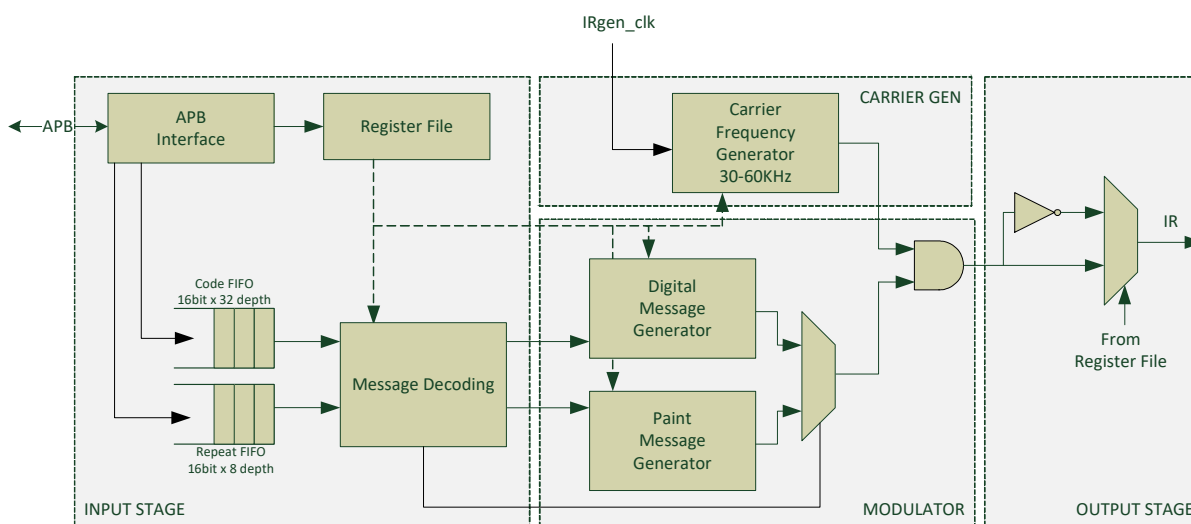 IRgen_clk
APB
APB
Interface
Register File
Code FIFO
16bit x 32 depth
Repeat FIFO
16bit x 8 depth
Message Decoding
INPUT STAGE
CARRIER GEN
Carrier
Frequency
Generator
30-60KHz
Digital
Message
Generator
Paint
Message
Generator
MODULATOR
IR
From
Register File
OUTPUT STAGE